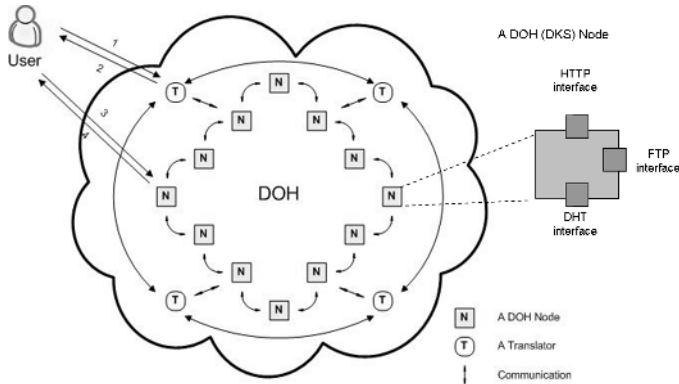 User
1
2
3
4
A DOH (DKS) Node
HTTP
interface
FTP
interface
DHT
interface
DOH
T
T
T
T
N
N
N
N
N
N
N
N
N
N
N
N
N A DOH Node
T A Translator
Communication